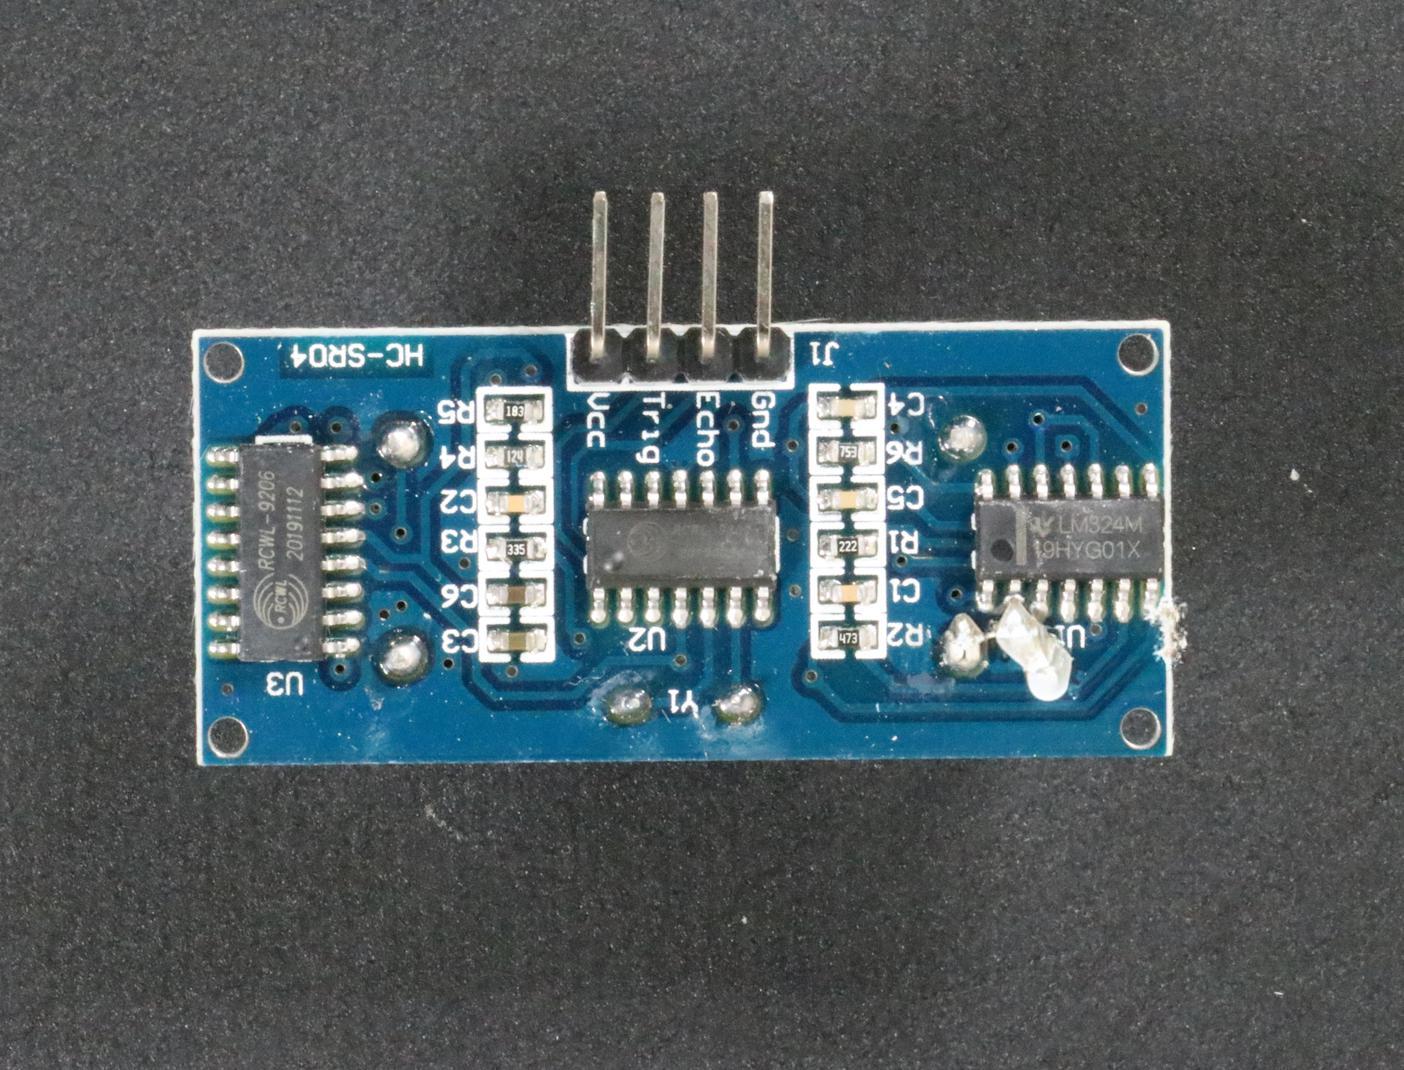 HC-SR04
J1
Vcc
Trig
Echo
Gnd
R5
183
R4
124
C2
R3
335
C6
C3
C4
R6
753
C5
R1
222
C1
R2
473
RCWL-9206
20191112
RCWL
U3
U2
Y1
LM324M
19HYG01X